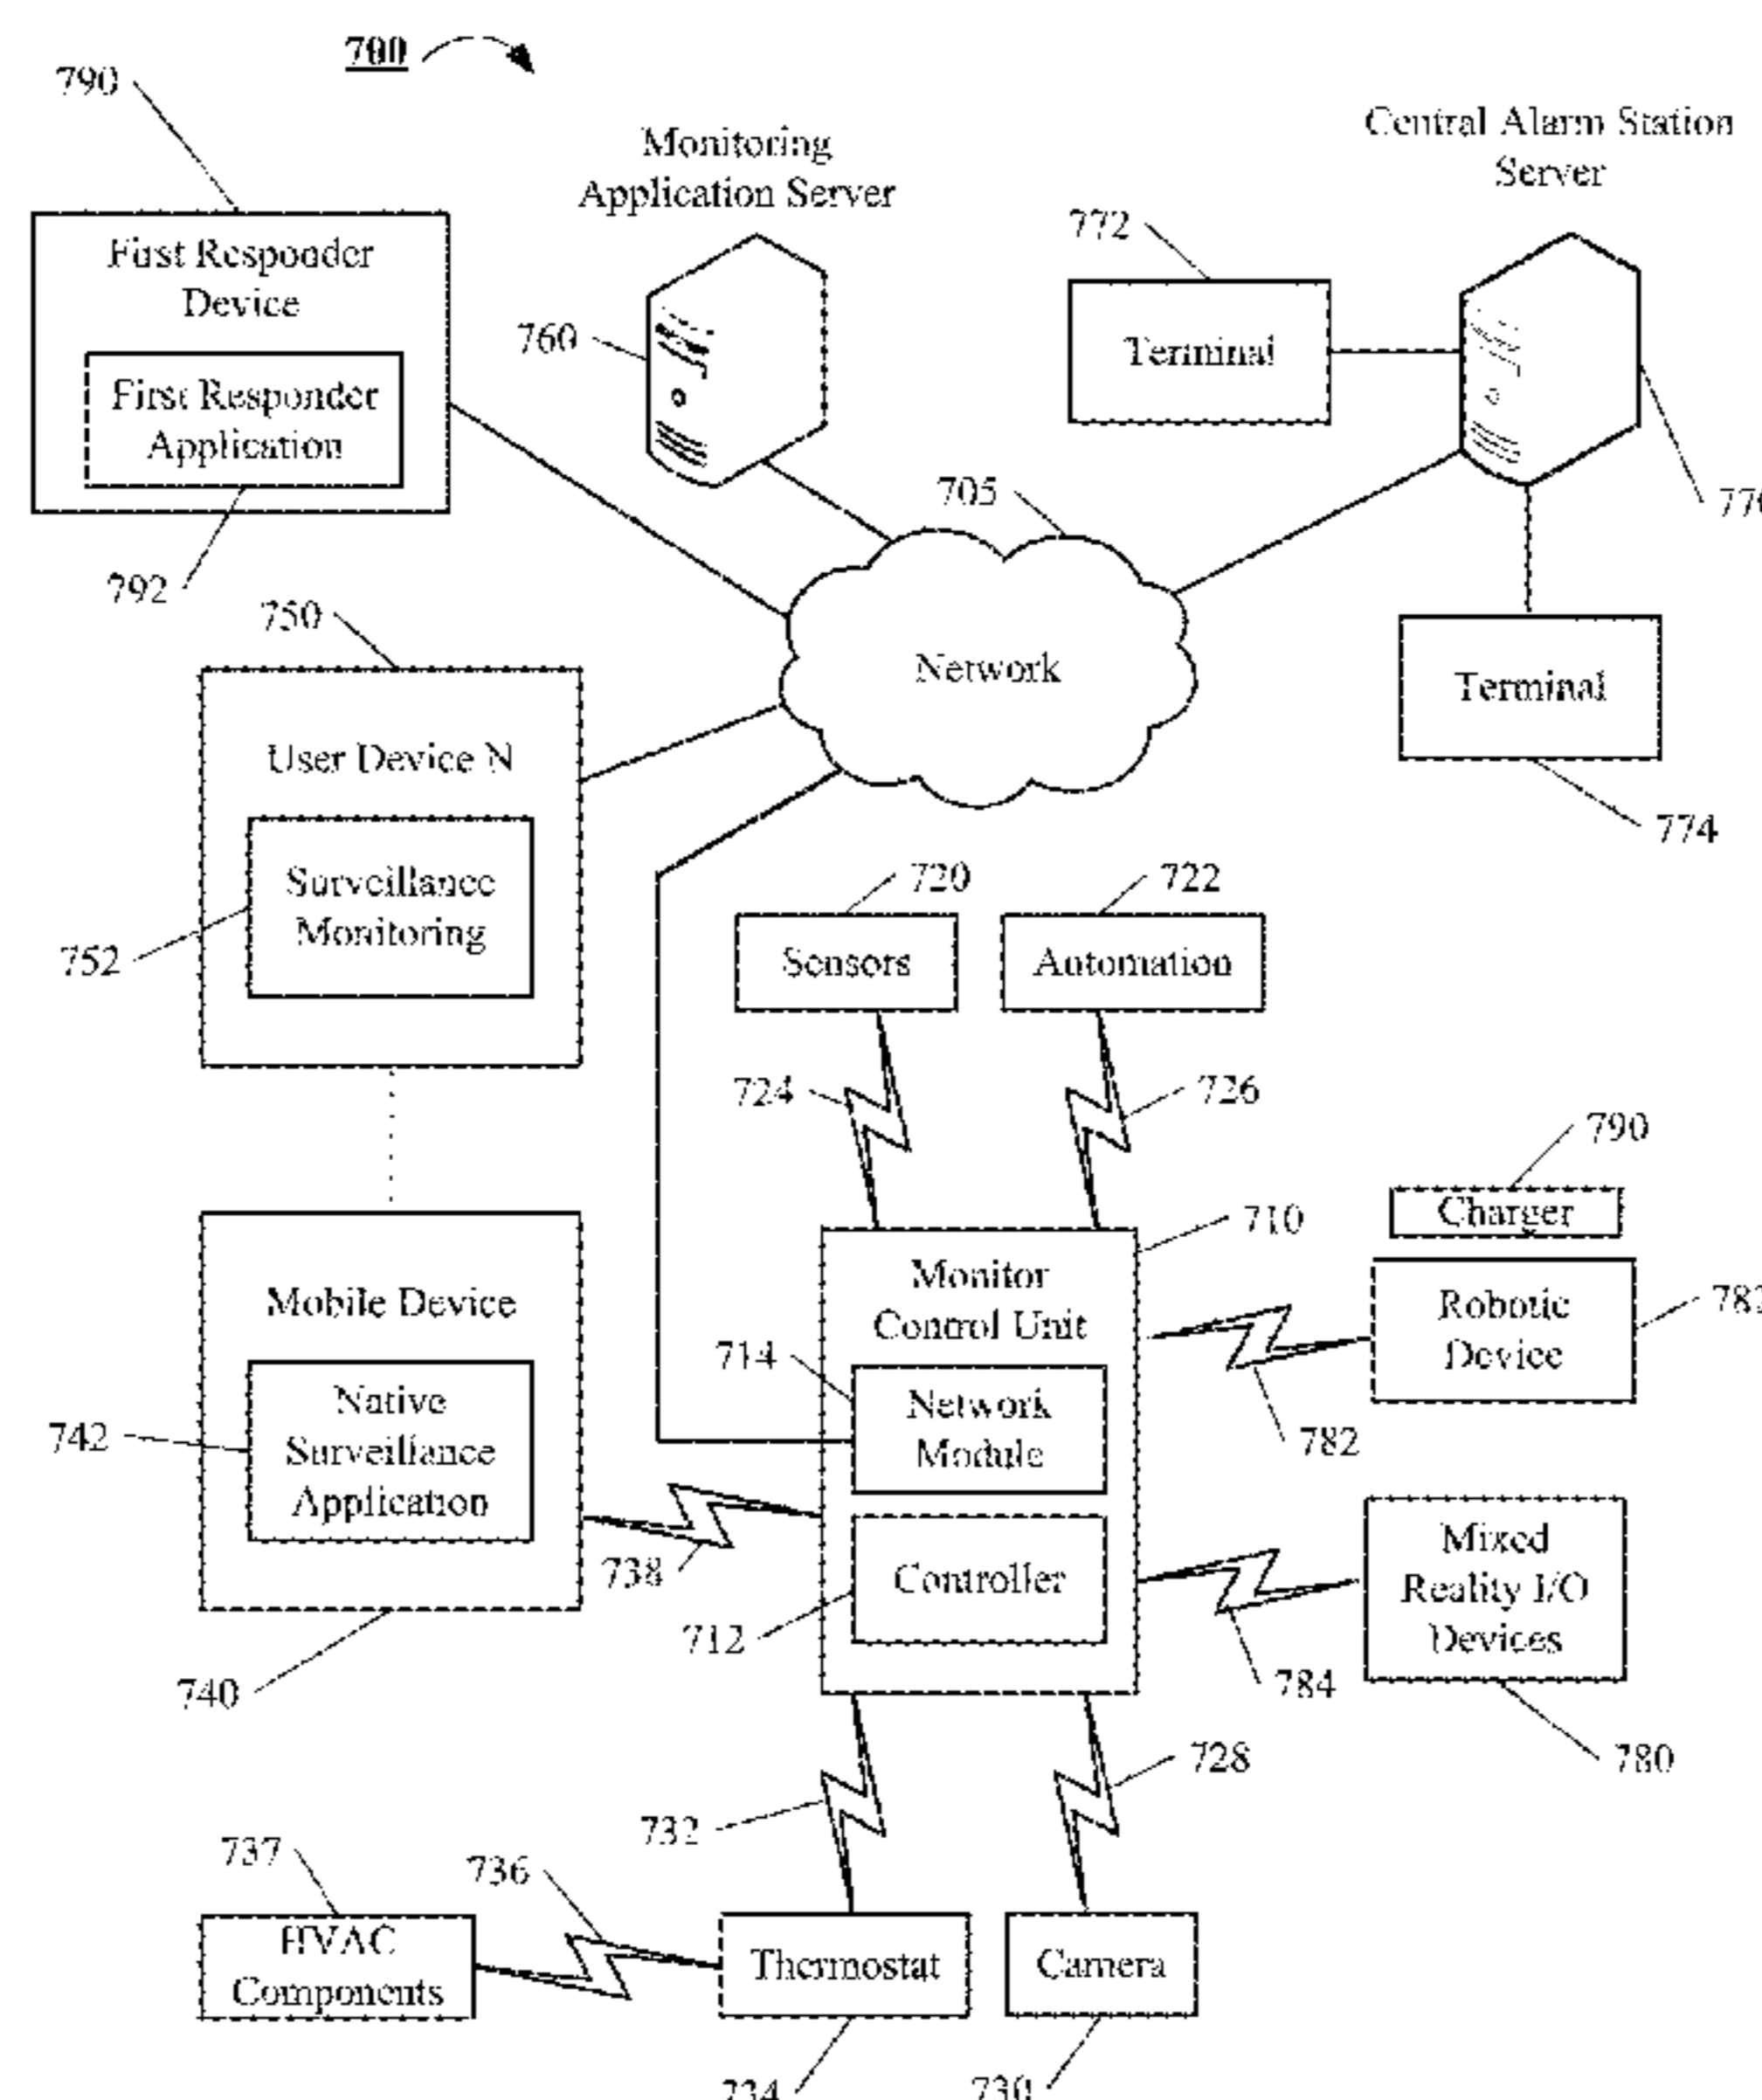 700
790
Monitoring
Application Server
Central Alarm Station
Server
First Responder
Device
First Responder
Application
792
760
772
Terminal
705
Network
Terminal
774
750
User Device N
Surveillance
Monitoring
752
720
722
Sensors
Automation
724
726
790
Charger
710
Monitor
Control Unit
Robotic
Device
782
Mobile Device
714
Network
Module
Native
Surveillance
Application
742
738
Controller
712
Mixed
Reality I/O
Devices
784
740
780
732
728
737
736
HVAC
Components
Thermostat
Camera
734
730